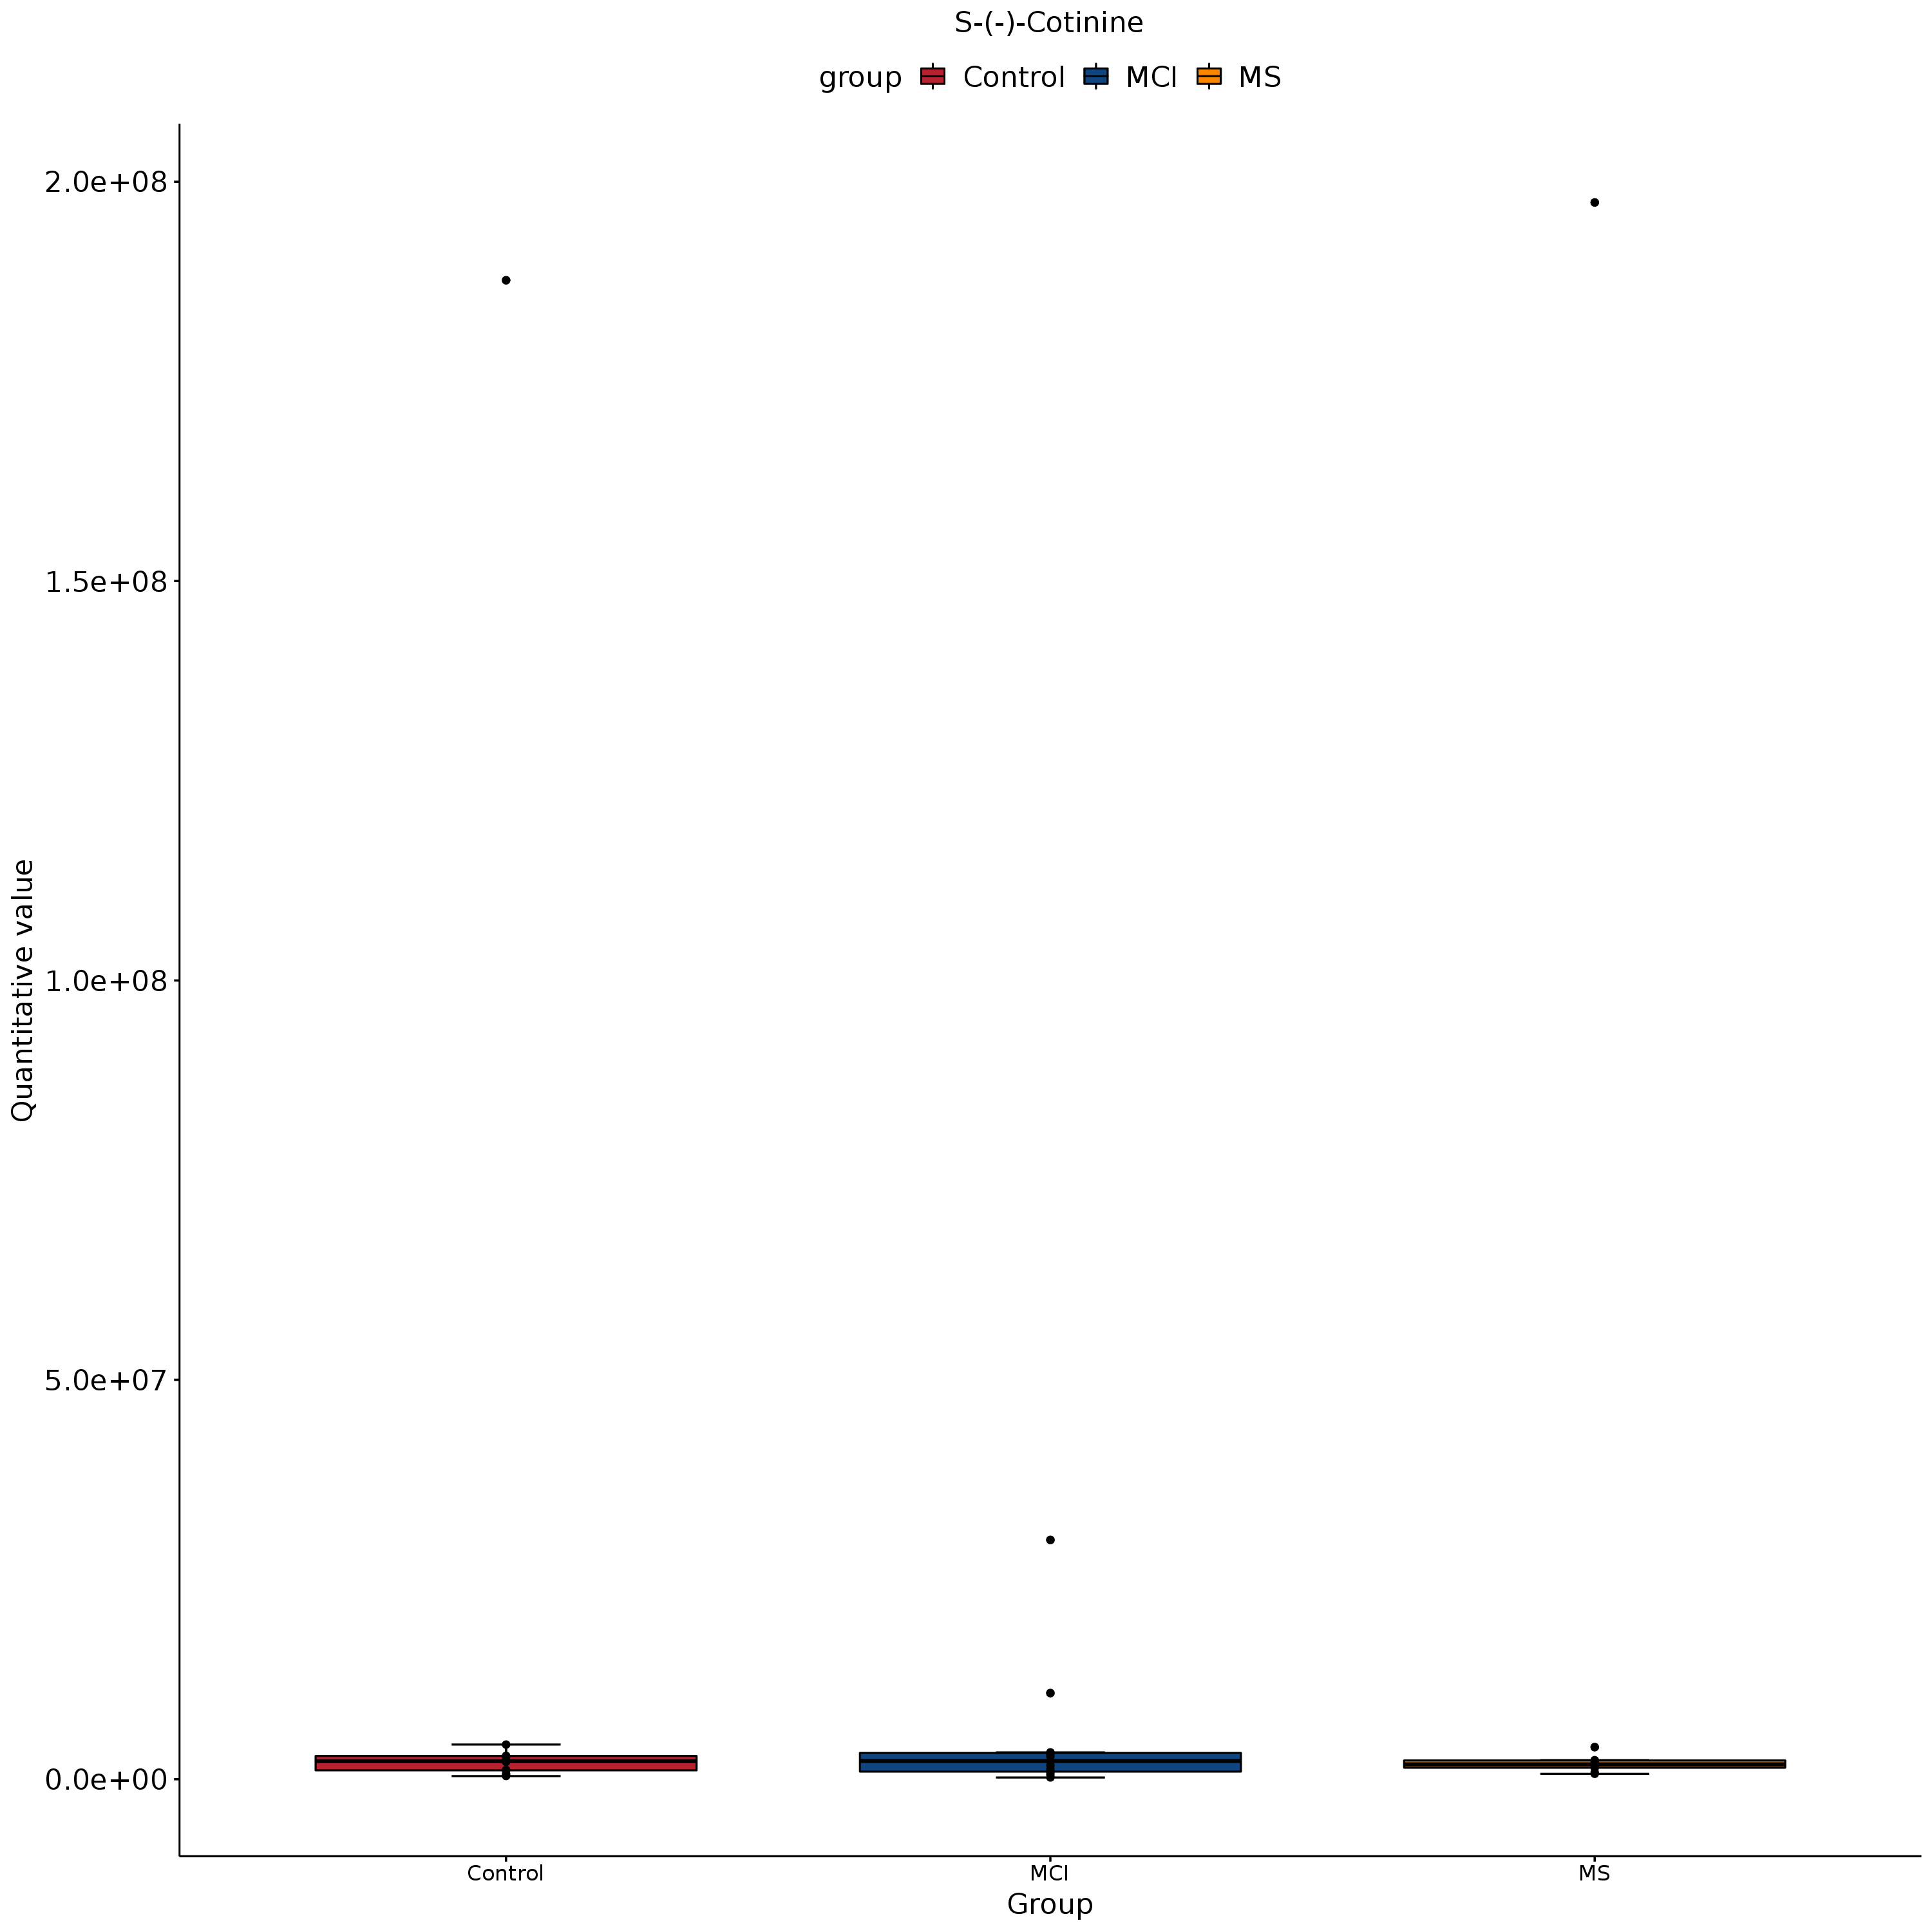 S-(-)-Cotinine
group Control MCI MS
2.0e+08
1.5e+08
1.0e+08
5.0e+07
0.0e+00
Quantitative value
Control MCI MS
Group